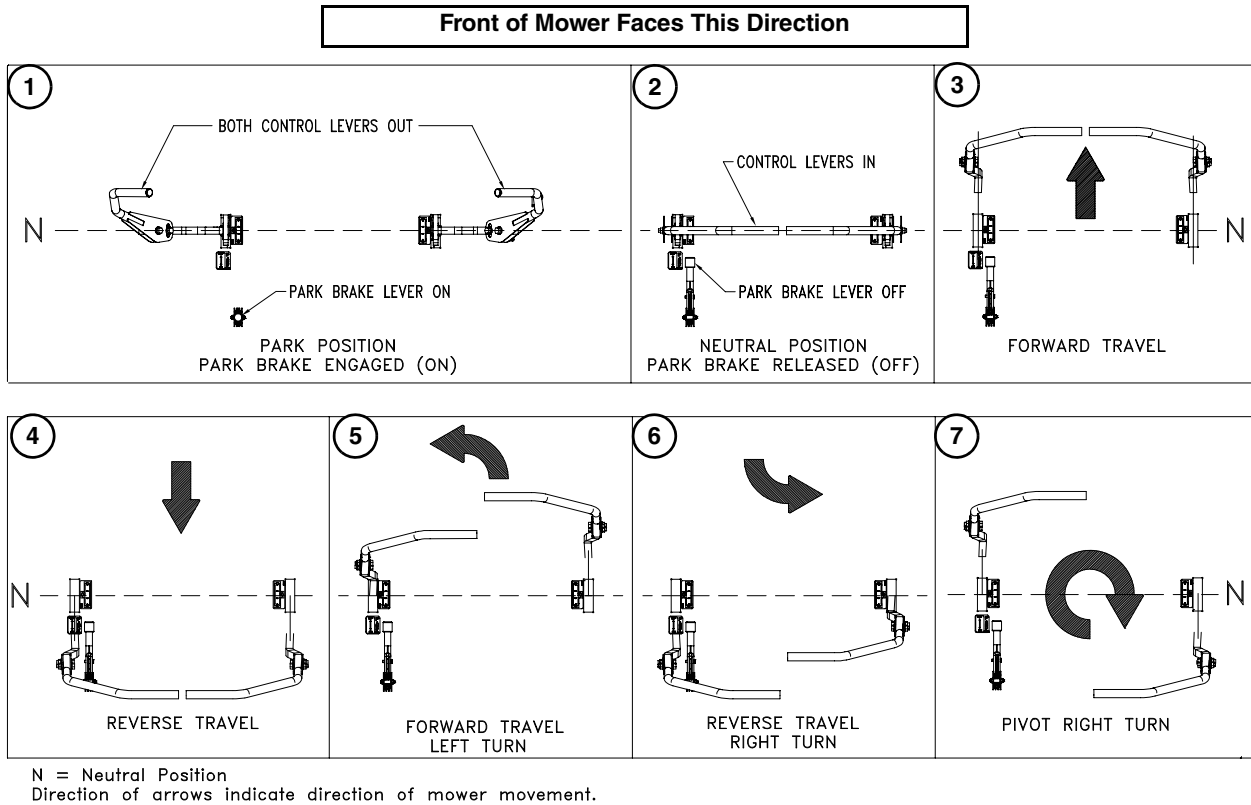 Front of Mower Faces This Direction
1
BOTH CONTROL LEVERS OUT
N
PARK BRAKE LEVER ON
PARK POSITION
PARK BRAKE ENGAGED (ON)
2
CONTROL LEVERS IN
PARK BRAKE LEVER OFF
NEUTRAL POSITION
PARK BRAKE RELEASED (OFF)
3
N
FORWARD TRAVEL
4
N
REVERSE TRAVEL
5
FORWARD TRAVEL
LEFT TURN
6
REVERSE TRAVEL
RIGHT TURN
7
N
PIVOT RIGHT TURN
N = Neutral Position
Direction of arrows indicate direction of mower movement.